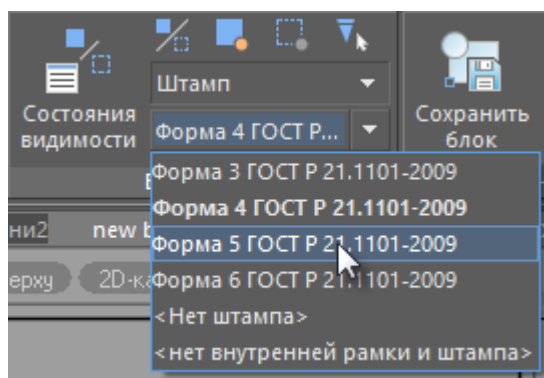 Штамп
Состояния
видимости
Форма 4 ГОСТ Р...
Сохранить
блок
Форма 3 ГОСТ Р 21.1101-2009
Форма 4 ГОСТ Р 21.1101-2009
ни2 new b
Форма 5 ГОСТ Р 21.1101-2009
ерху 2D-ка
Форма 6 ГОСТ Р 21.1101-2009
<Нет штампа>
<нет внутренней рамки и штампа>